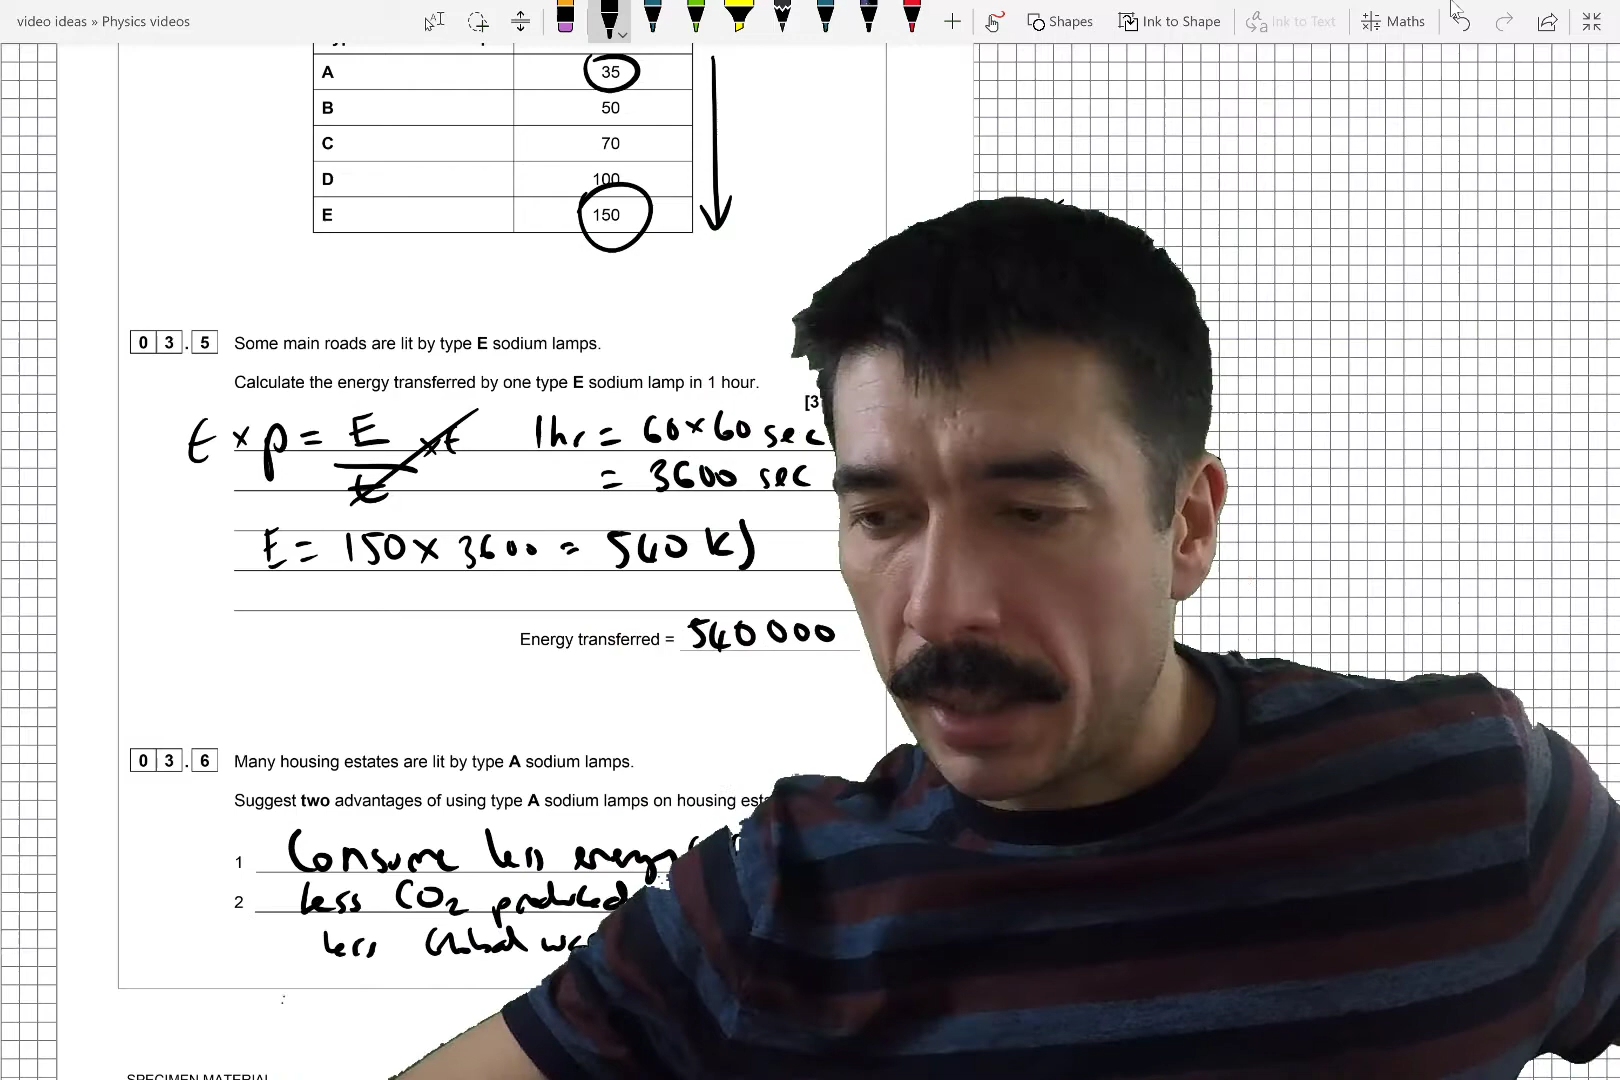 video ideas » Physics videos
Shapes
Ink to Shape
Ink to Text
Maths
A 35
B 50
C 70
D 100
E 150
0 3 . 5 Some main roads are lit by type E sodium lamps.
Calculate the energy transferred by one type E sodium lamp in 1 hour.
[3
t × p = E/t × t
1hr = 60×60 sec
= 3600 sec
E = 150 × 3600 = 540 kJ
Energy transferred = 540 000
0 3 . 6 Many housing estates are lit by type A sodium lamps.
Suggest two advantages of using type A sodium lamps on housing
1 Consume less energy
2 less CO2 produced
less Global
SPECIMEN MATERIAL